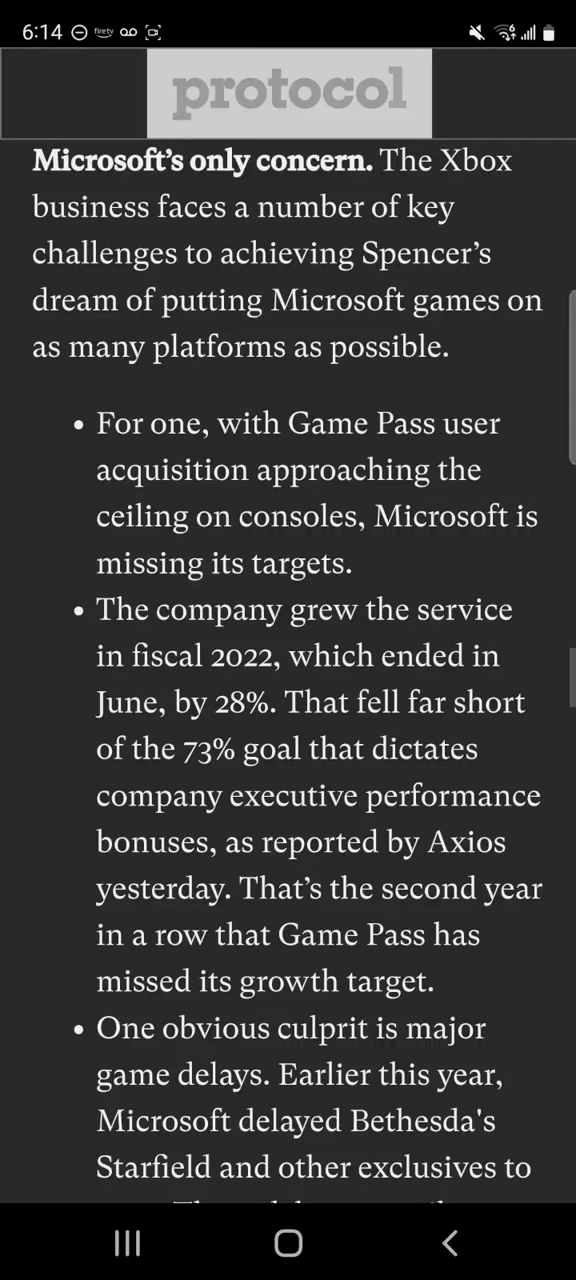 6:14 firetv
protocol
Microsoft’s only concern. The Xbox
business faces a number of key
challenges to achieving Spencer’s
dream of putting Microsoft games on
as many platforms as possible.
• For one, with Game Pass user
acquisition approaching the
ceiling on consoles, Microsoft is
missing its targets.
• The company grew the service
in fiscal 2022, which ended in
June, by 28%. That fell far short
of the 73% goal that dictates
company executive performance
bonuses, as reported by Axios
yesterday. That’s the second year
in a row that Game Pass has
missed its growth target.
• One obvious culprit is major
game delays. Earlier this year,
Microsoft delayed Bethesda's
Starfield and other exclusives to